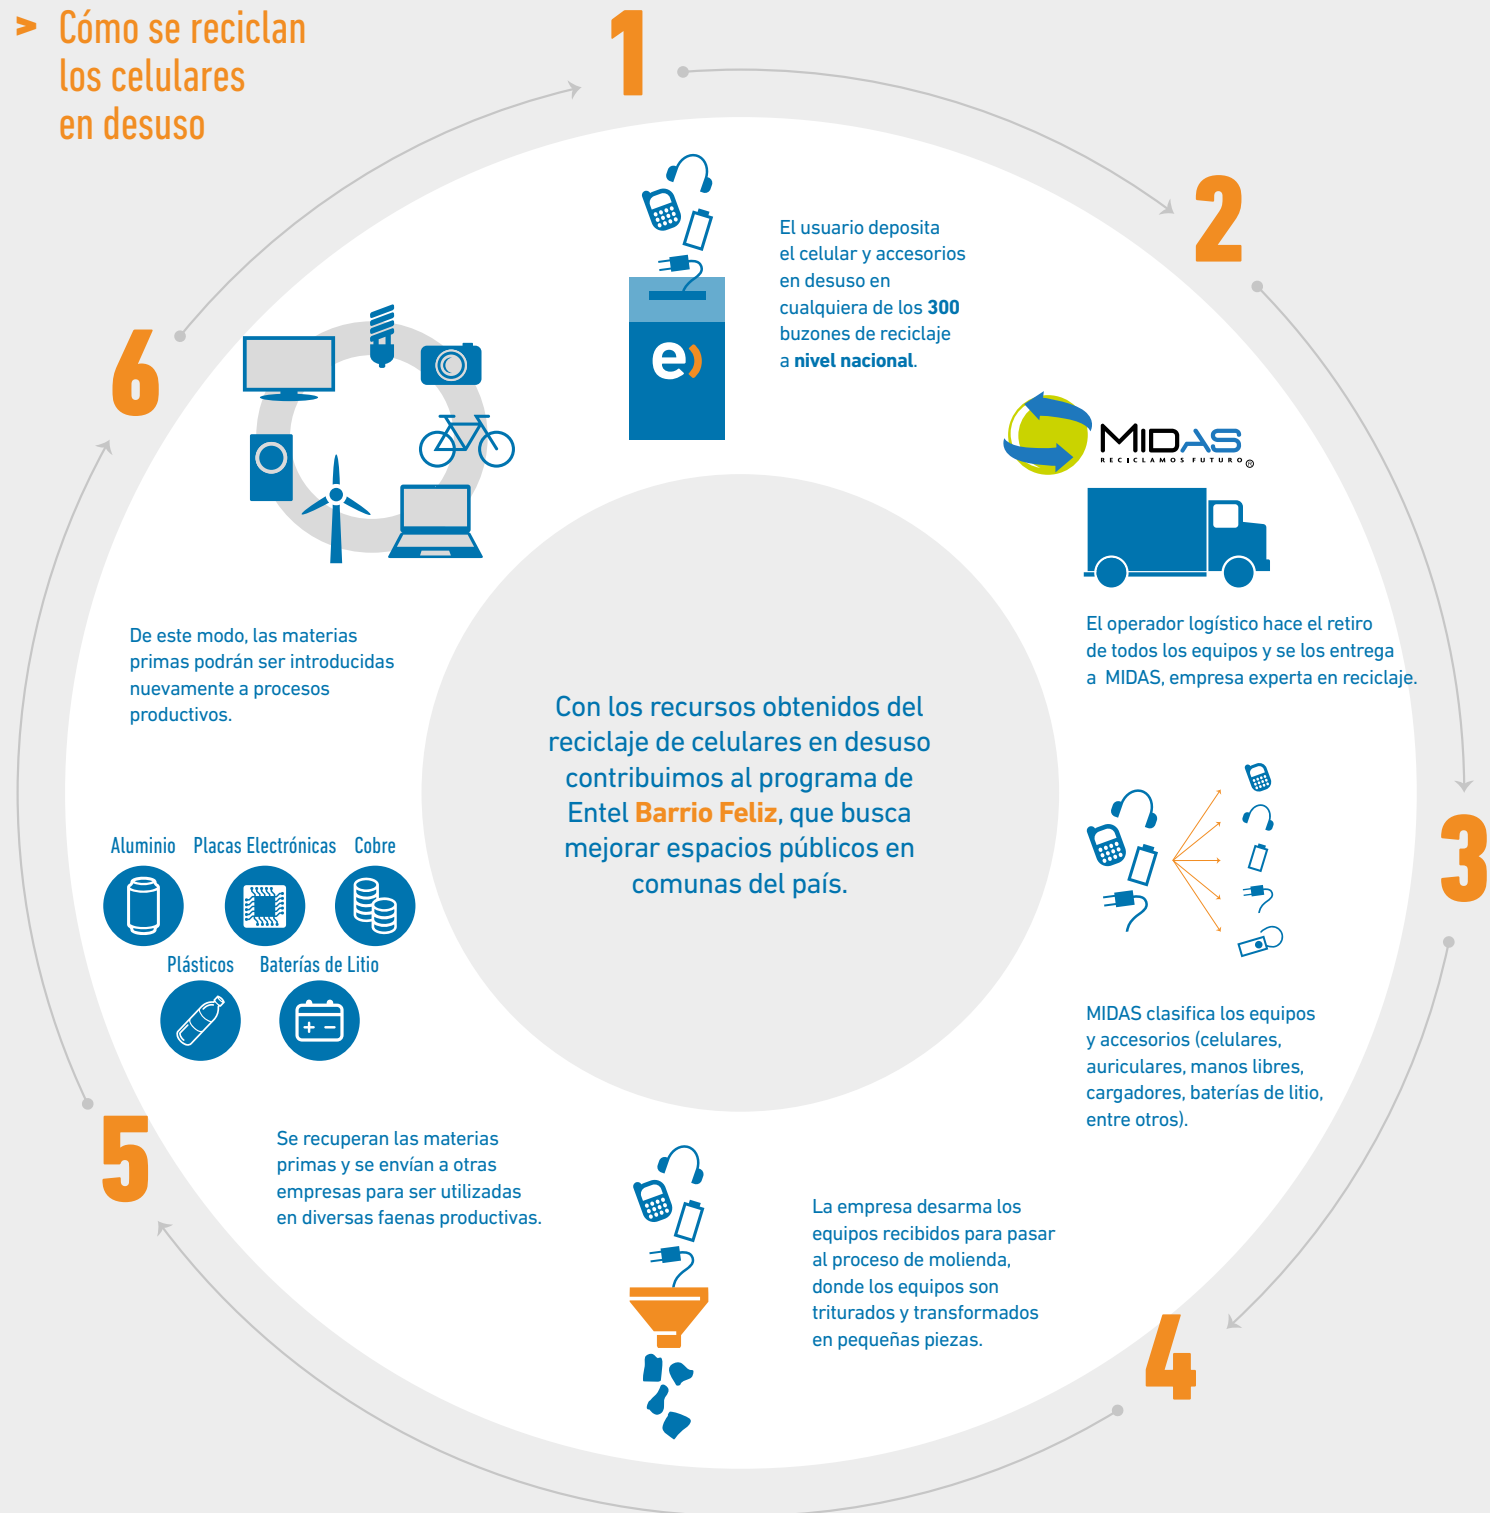 > Cómo se reciclan
los celulares
en desuso
1
El usuario deposita
el celular y accesorios
en desuso en
cualquiera de los 300
buzones de reciclaje
a nivel nacional.
e)
2
MIDAS
RECICLAMOS FUTURO ®
El operador logístico hace el retiro
de todos los equipos y se los entrega
a MIDAS, empresa experta en reciclaje.
3
MIDAS clasifica los equipos
y accesorios (celulares,
auriculares, manos libres,
cargadores, baterías de litio,
entre otros).
4
La empresa desarma los
equipos recibidos para pasar
al proceso de molienda,
donde los equipos son
triturados y transformados
en pequeñas piezas.
5
Aluminio Placas Electrónicas Cobre
Plásticos Baterías de Litio
+ −
Se recuperan las materias
primas y se envían a otras
empresas para ser utilizadas
en diversas faenas productivas.
6
De este modo, las materias
primas podrán ser introducidas
nuevamente a procesos
productivos.
Con los recursos obtenidos del
reciclaje de celulares en desuso
contribuimos al programa de
Entel Barrio Feliz, que busca
mejorar espacios públicos en
comunas del país.